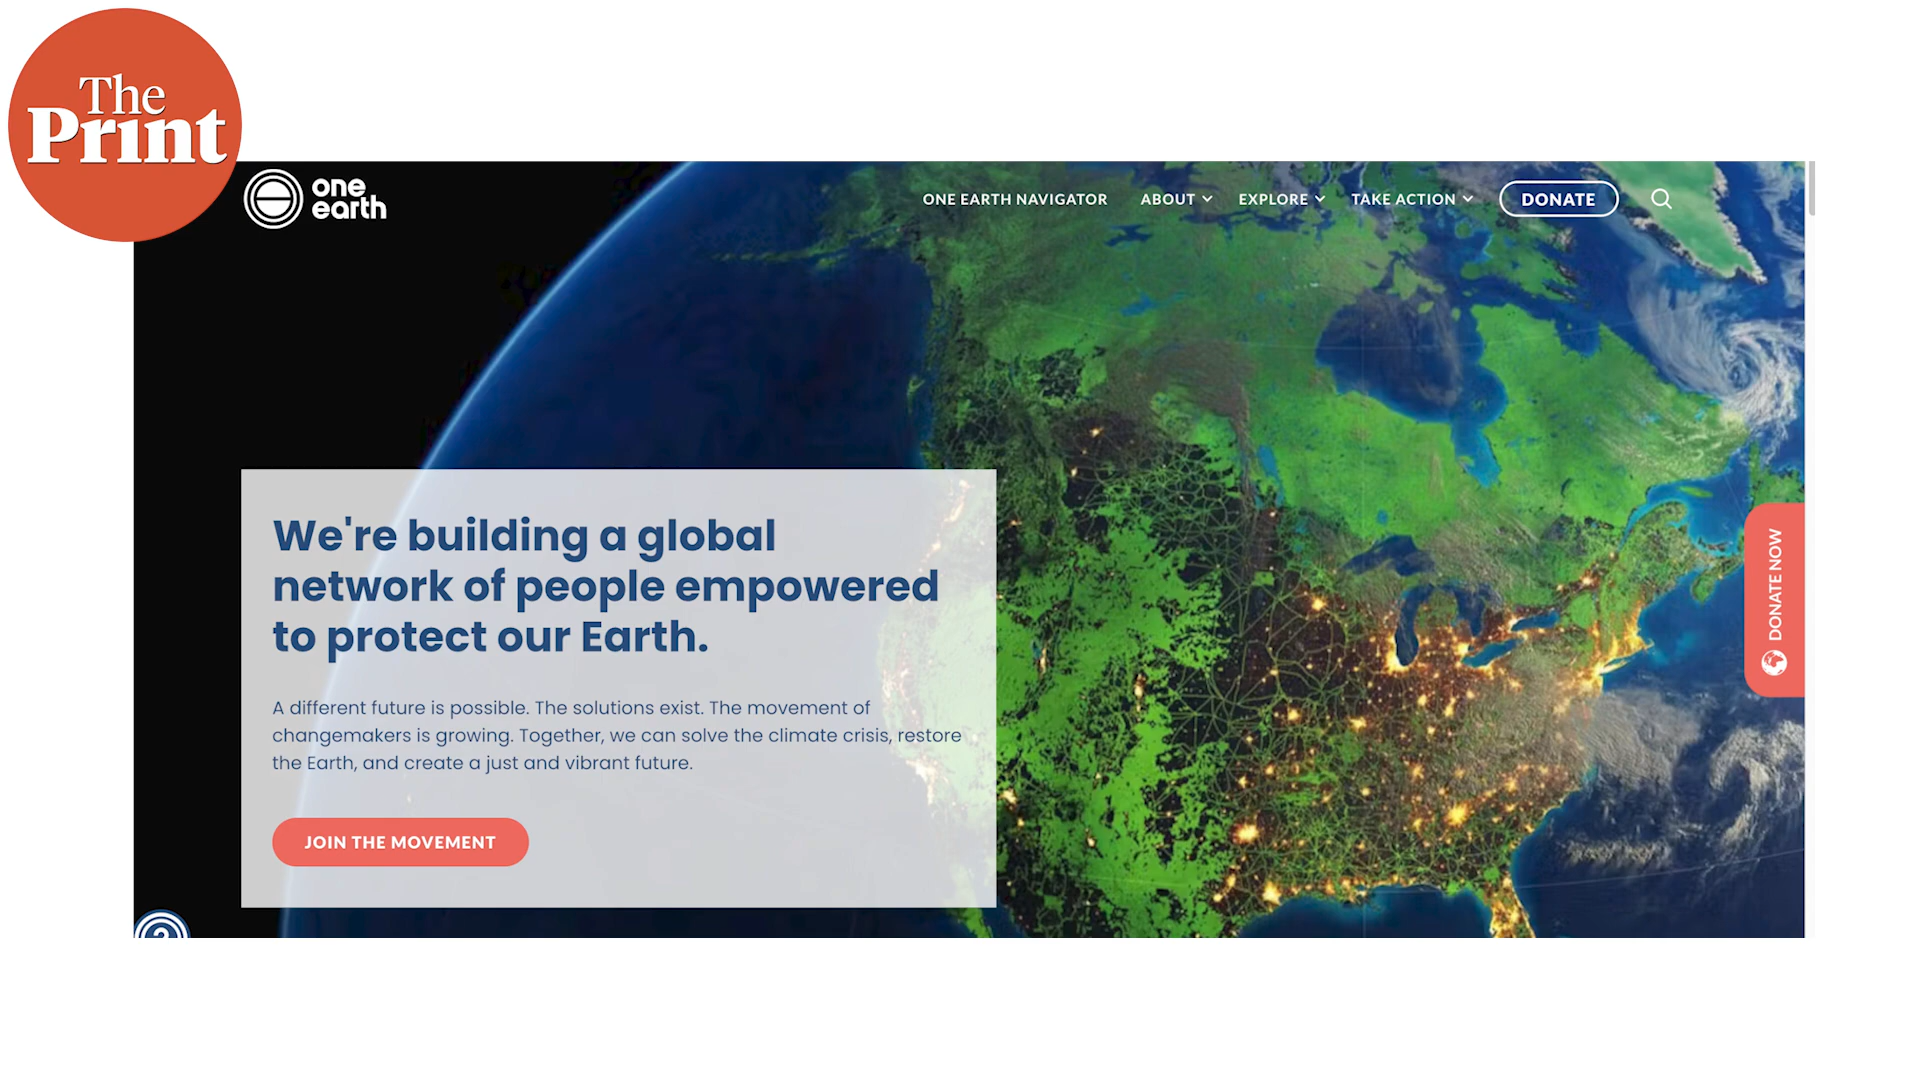 The
Print
one
earth
ONE EARTH NAVIGATOR
ABOUT
EXPLORE
TAKE ACTION
DONATE
We're building a global
network of people empowered
to protect our Earth.
A different future is possible. The solutions exist. The movement of
changemakers is growing. Together, we can solve the climate crisis, restore
the Earth, and create a just and vibrant future.
JOIN THE MOVEMENT
DONATE NOW
?